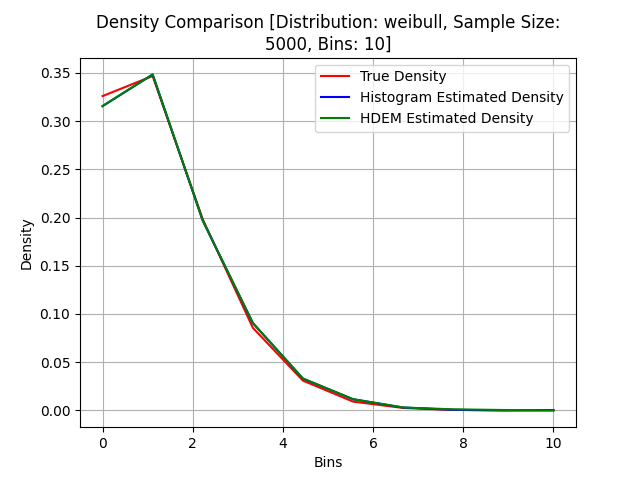 Density Comparison [Distribution: weibull, Sample Size:
5000, Bins: 10]
True Density
Histogram Estimated Density
HDEM Estimated Density
Density
0.35
0.30
0.25
0.20
0.15
0.10
0.05
0.00
0 2 4 6 8 10
Bins